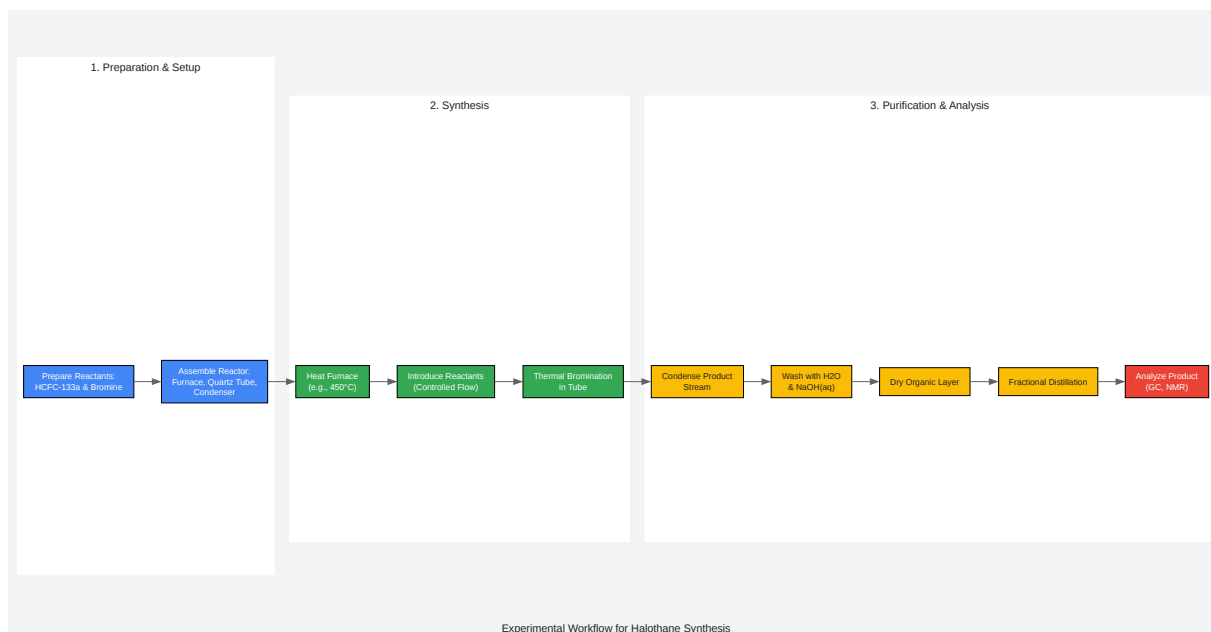 1. Preparation & Setup
2. Synthesis
3. Purification & Analysis
Prepare Reactants:
HCFC-133a & Bromine
Assemble Reactor:
Furnace, Quartz Tube,
Condenser
Heat Furnace
(e.g., 450°C)
Introduce Reactants
(Controlled Flow)
Thermal Bromination
in Tube
Condense Product
Stream
Wash with H2O
& NaOH(aq)
Dry Organic Layer
Fractional Distillation
Analyze Product
(GC, NMR)
Experimental Workflow for Halothane Synthesis